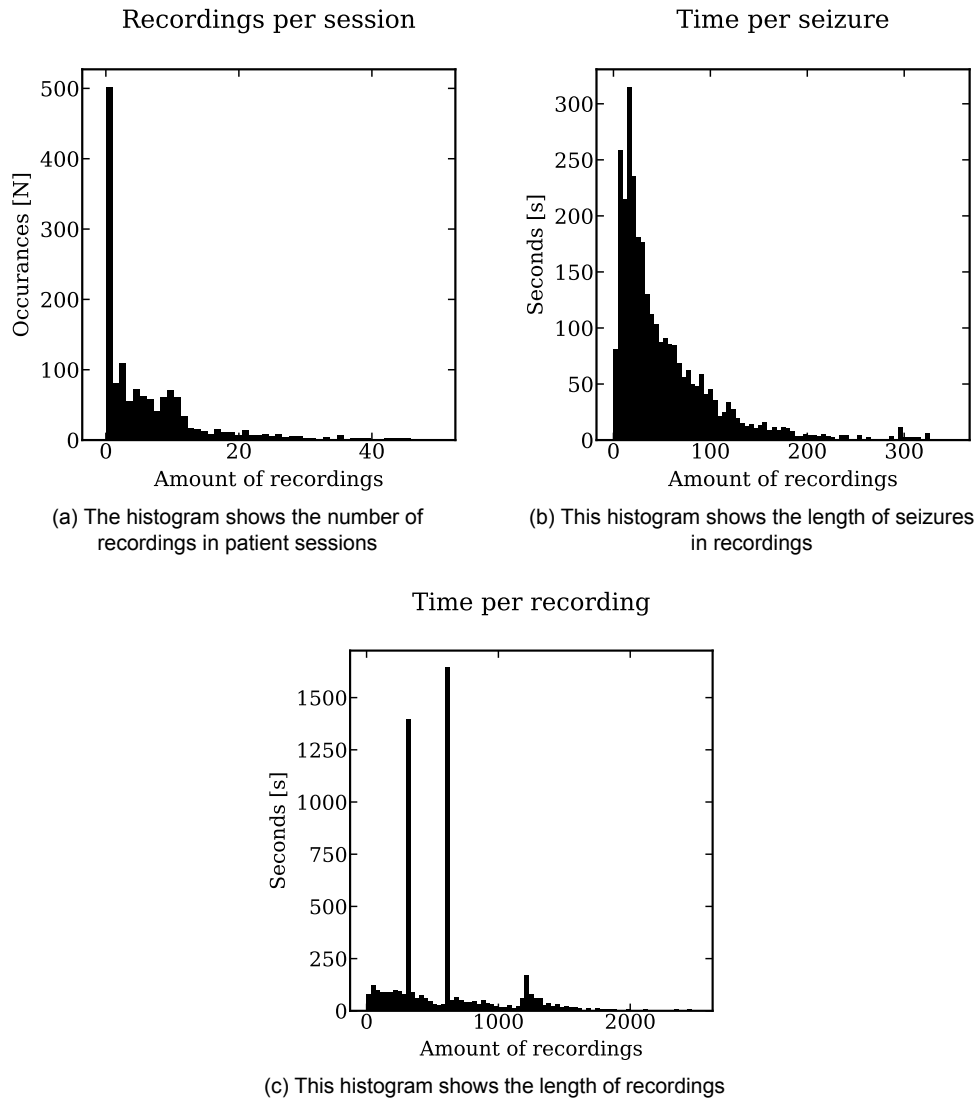 Recordings per session
500
400
300
200
100
0
Occurances [N]
0 20 40
Amount of recordings
(a) The histogram shows the number of
recordings in patient sessions
Time per seizure
300
250
200
150
100
50
0
Seconds [s]
0 100 200 300
Amount of recordings
(b) This histogram shows the length of seizures
in recordings
Time per recording
1500
1250
1000
750
500
250
0
Seconds [s]
0 1000 2000
Amount of recordings
(c) This histogram shows the length of recordings